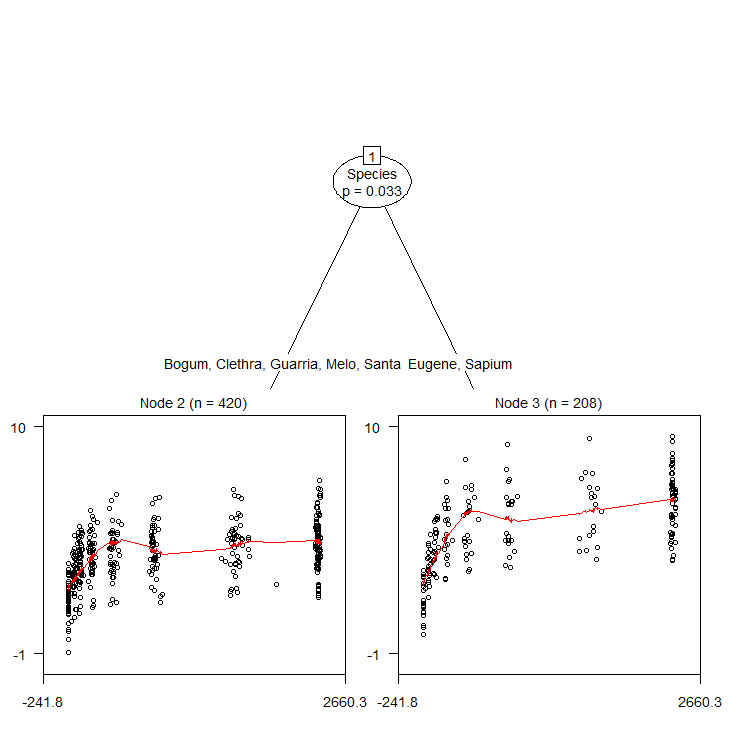 1
Species
p = 0.033
Bogum, Clethra, Guarria, Melo, Santa Eugene, Sapium
Node 2 (n = 420)
Node 3 (n = 208)
10
-1
-241.8
2660.3
10
-1
-241.8
2660.3